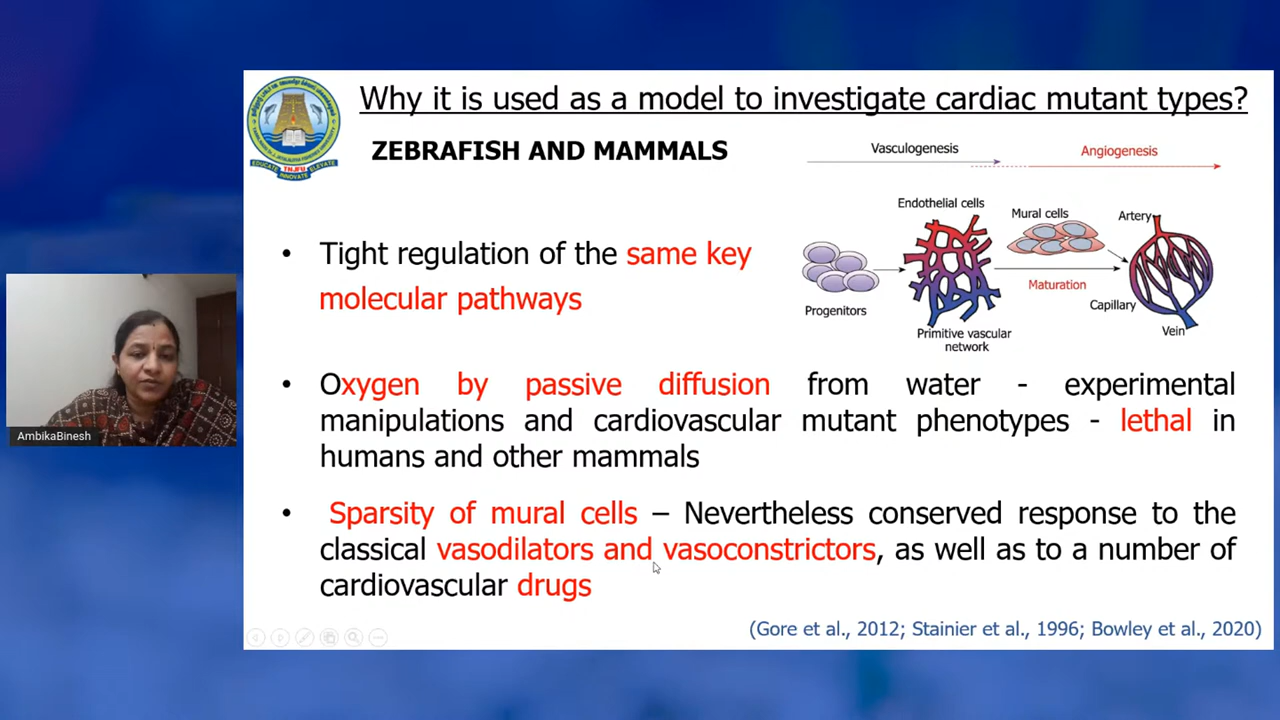 Why it is used as a model to investigate cardiac mutant types?
ZEBRAFISH AND MAMMALS
Vasculogenesis
Angiogenesis
Endothelial cells
Mural cells
Artery
Progenitors
Maturation
Capillary
Vein
Primitive vascular
network
• Tight regulation of the same key
molecular pathways
• Oxygen by passive diffusion from water - experimental
manipulations and cardiovascular mutant phenotypes - lethal in
humans and other mammals
• Sparsity of mural cells – Nevertheless conserved response to the
classical vasodilators and vasoconstrictors, as well as to a number of
cardiovascular drugs
(Gore et al., 2012; Stainier et al., 1996; Bowley et al., 2020)
AmbikaBinesh
TNJFU
EDUCATE INNOVATE ELEVATE